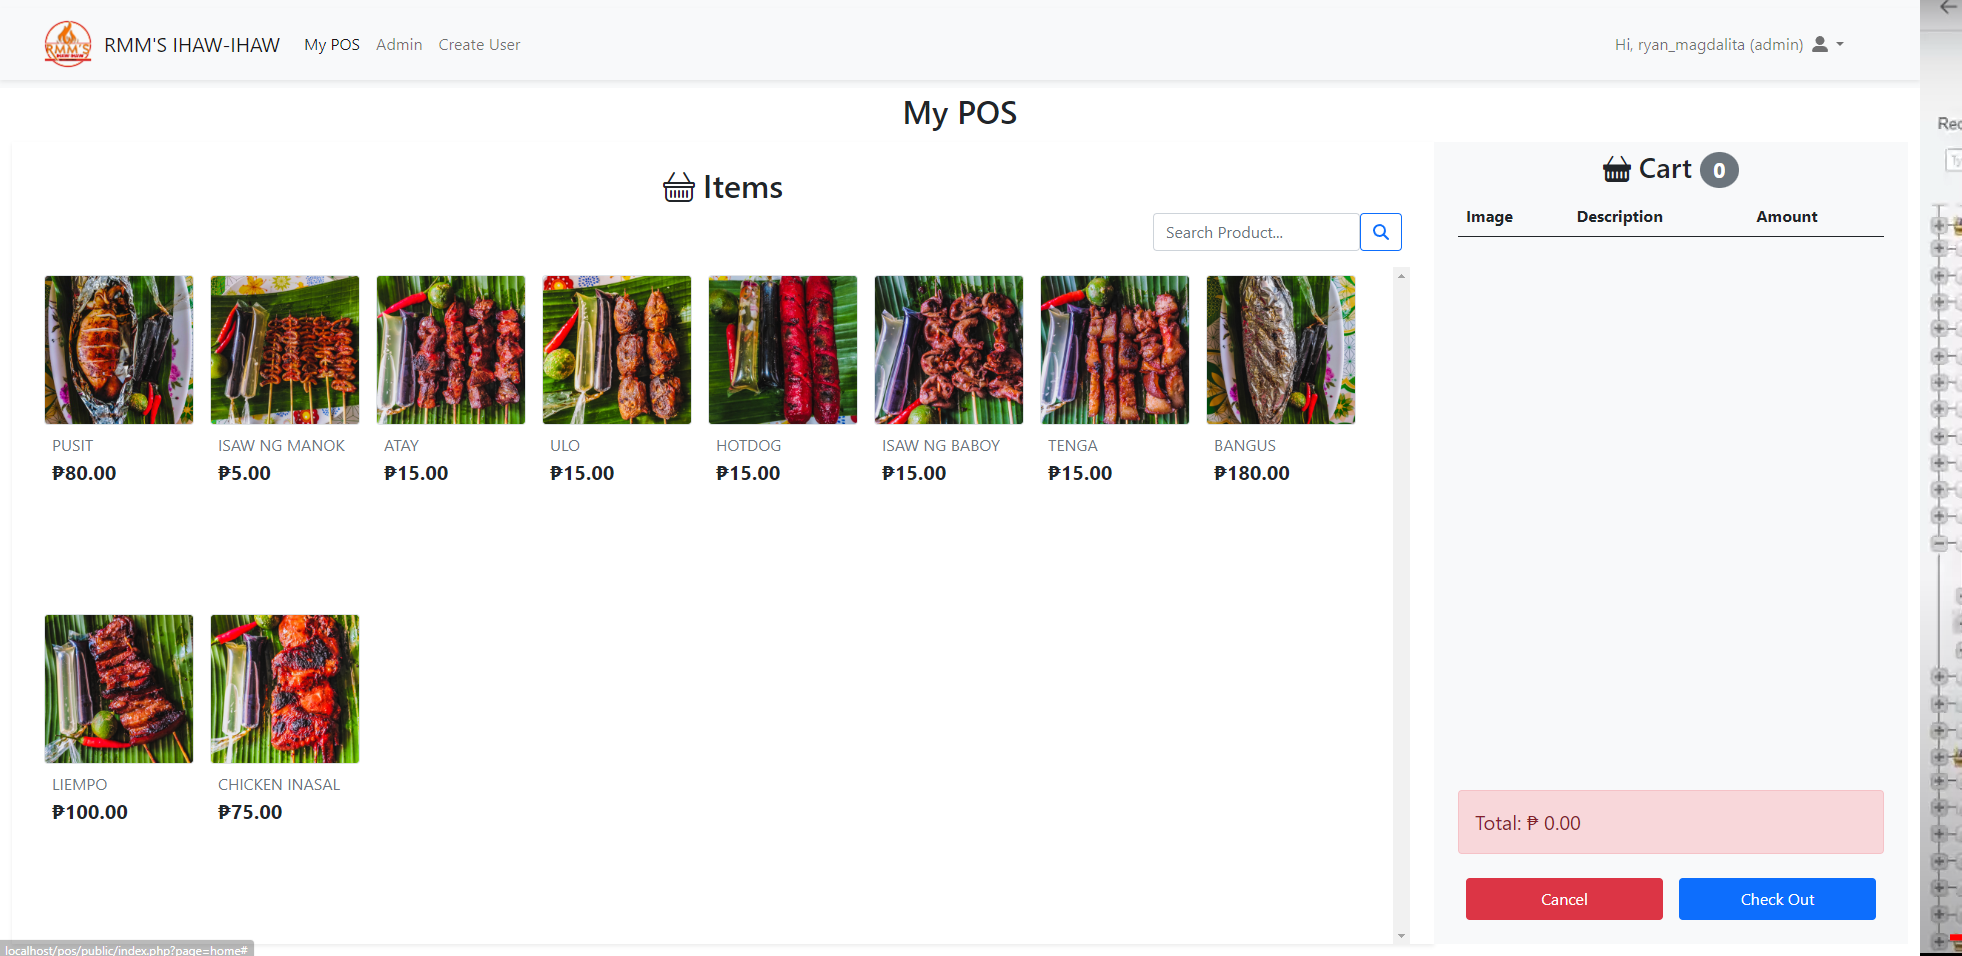 RMM'S
RMM'S IHAW-IHAW
My POS
Admin
Create User
Hi, ryan_magdalita (admin)
My POS
Items
Search Product...
PUSIT
₱80.00
ISAW NG MANOK
₱5.00
ATAY
₱15.00
ULO
₱15.00
HOTDOG
₱15.00
ISAW NG BABOY
₱15.00
TENGA
₱15.00
BANGUS
₱180.00
LIEMPO
₱100.00
CHICKEN INASAL
₱75.00
Cart 0
Image Description Amount
Total: ₱ 0.00
Cancel
Check Out
Rec
Ty
localhost/pos/public/index.php?page=home#